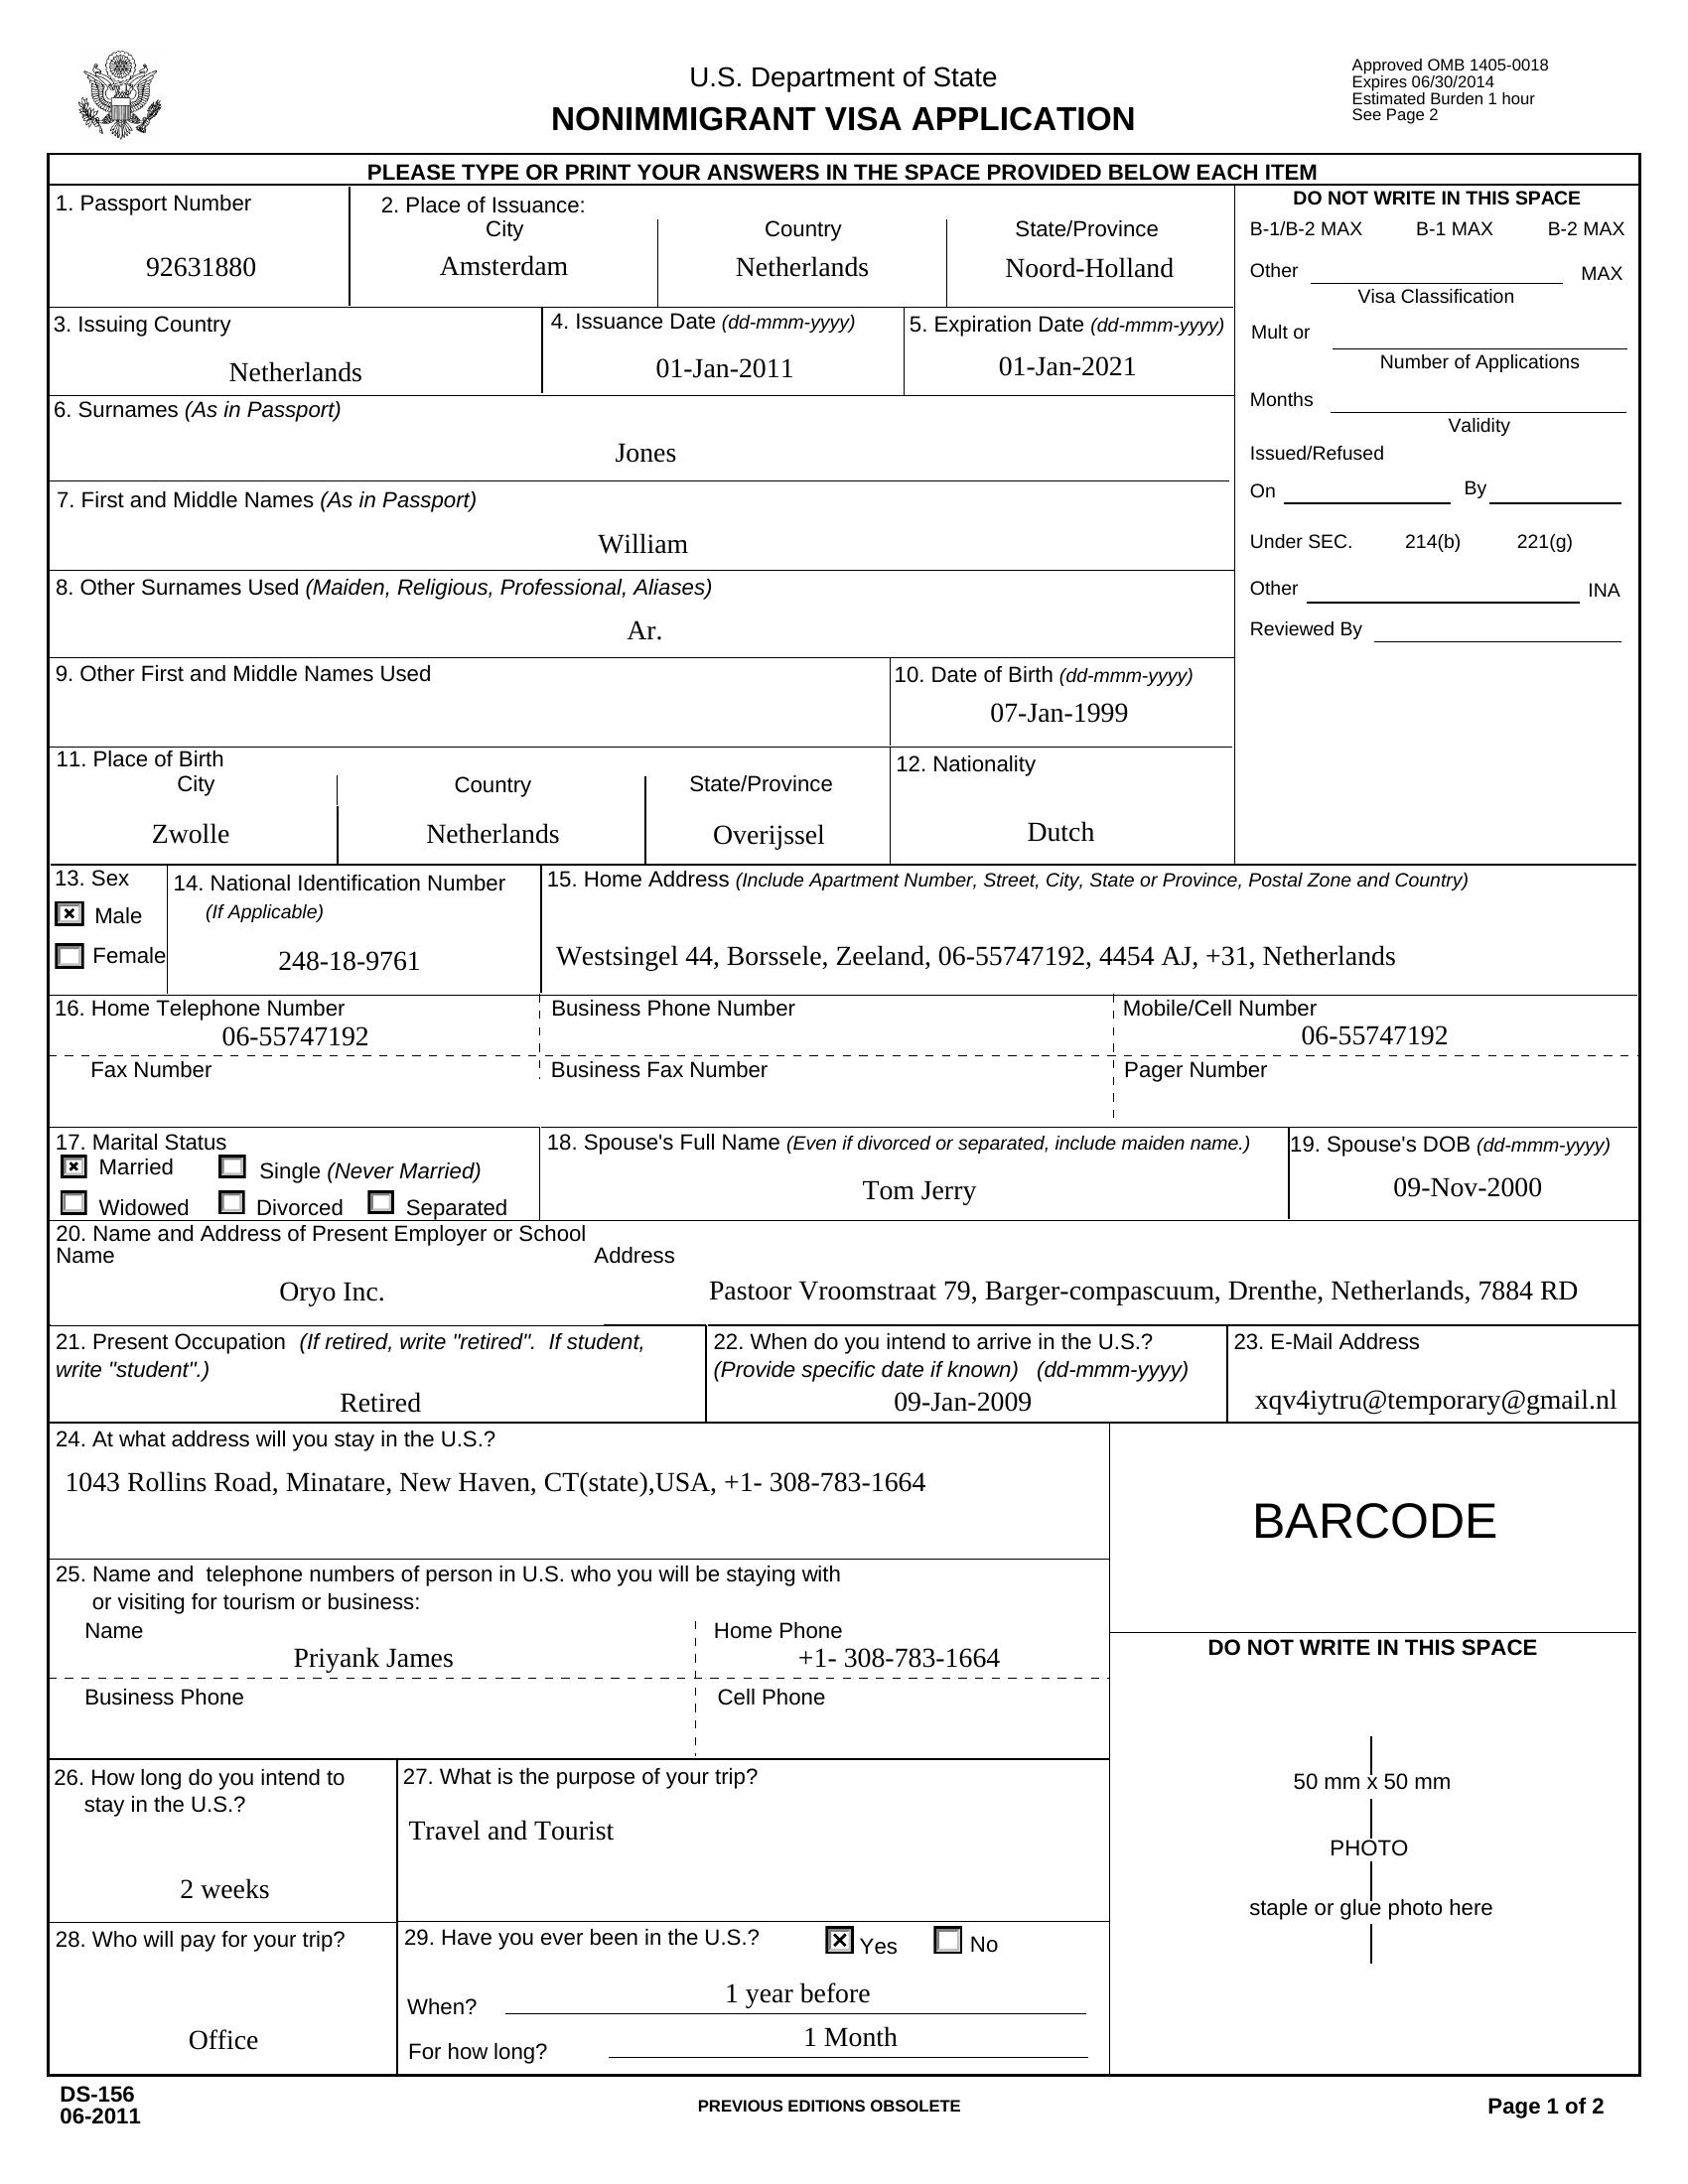 U.S. Department of State
NONIMMIGRANT VISA APPLICATION
Approved OMB 1405-0018
Expires 06/30/2014
Estimated Burden 1 hour
See Page 2
PLEASE TYPE OR PRINT YOUR ANSWERS IN THE SPACE PROVIDED BELOW EACH ITEM
1. Passport Number
92631880
2. Place of Issuance:
City Country State/Province
Amsterdam Netherlands Noord-Holland
DO NOT WRITE IN THIS SPACE
B-1/B-2 MAX B-1 MAX B-2 MAX
Other MAX
Visa Classification
Mult or
Number of Applications
Months
Validity
Issued/Refused
On By
Under SEC. 214(b) 221(g)
Other INA
Reviewed By
3. Issuing Country
Netherlands
4. Issuance Date (dd-mmm-yyyy)
01-Jan-2011
5. Expiration Date (dd-mmm-yyyy)
01-Jan-2021
6. Surnames (As in Passport)
Jones
7. First and Middle Names (As in Passport)
William
8. Other Surnames Used (Maiden, Religious, Professional, Aliases)
Ar.
9. Other First and Middle Names Used
10. Date of Birth (dd-mmm-yyyy)
07-Jan-1999
11. Place of Birth
City Country State/Province
Zwolle Netherlands Overijssel
12. Nationality
Dutch
13. Sex
Male
Female
14. National Identification Number
(If Applicable)
248-18-9761
15. Home Address (Include Apartment Number, Street, City, State or Province, Postal Zone and Country)
Westsingel 44, Borssele, Zeeland, 06-55747192, 4454 AJ, +31, Netherlands
16. Home Telephone Number
06-55747192
Business Phone Number
Mobile/Cell Number
06-55747192
Fax Number
Business Fax Number
Pager Number
17. Marital Status
Married Single (Never Married)
Widowed Divorced Separated
18. Spouse's Full Name (Even if divorced or separated, include maiden name.)
Tom Jerry
19. Spouse's DOB (dd-mmm-yyyy)
09-Nov-2000
20. Name and Address of Present Employer or School
Name Address
Oryo Inc. Pastoor Vroomstraat 79, Barger-compascuum, Drenthe, Netherlands, 7884 RD
21. Present Occupation (If retired, write "retired". If student,
write "student".)
Retired
22. When do you intend to arrive in the U.S.?
(Provide specific date if known) (dd-mmm-yyyy)
09-Jan-2009
23. E-Mail Address
xqv4iytru@temporary@gmail.nl
24. At what address will you stay in the U.S.?
1043 Rollins Road, Minatare, New Haven, CT(state),USA, +1- 308-783-1664
BARCODE
25. Name and telephone numbers of person in U.S. who you will be staying with
or visiting for tourism or business:
Name
Priyank James
Home Phone
+1- 308-783-1664
Business Phone
Cell Phone
DO NOT WRITE IN THIS SPACE
50 mm x 50 mm
PHOTO
staple or glue photo here
26. How long do you intend to
stay in the U.S.?
2 weeks
27. What is the purpose of your trip?
Travel and Tourist
28. Who will pay for your trip?
Office
29. Have you ever been in the U.S.? Yes No
When? 1 year before
For how long? 1 Month
DS-156
06-2011
PREVIOUS EDITIONS OBSOLETE
Page 1 of 2